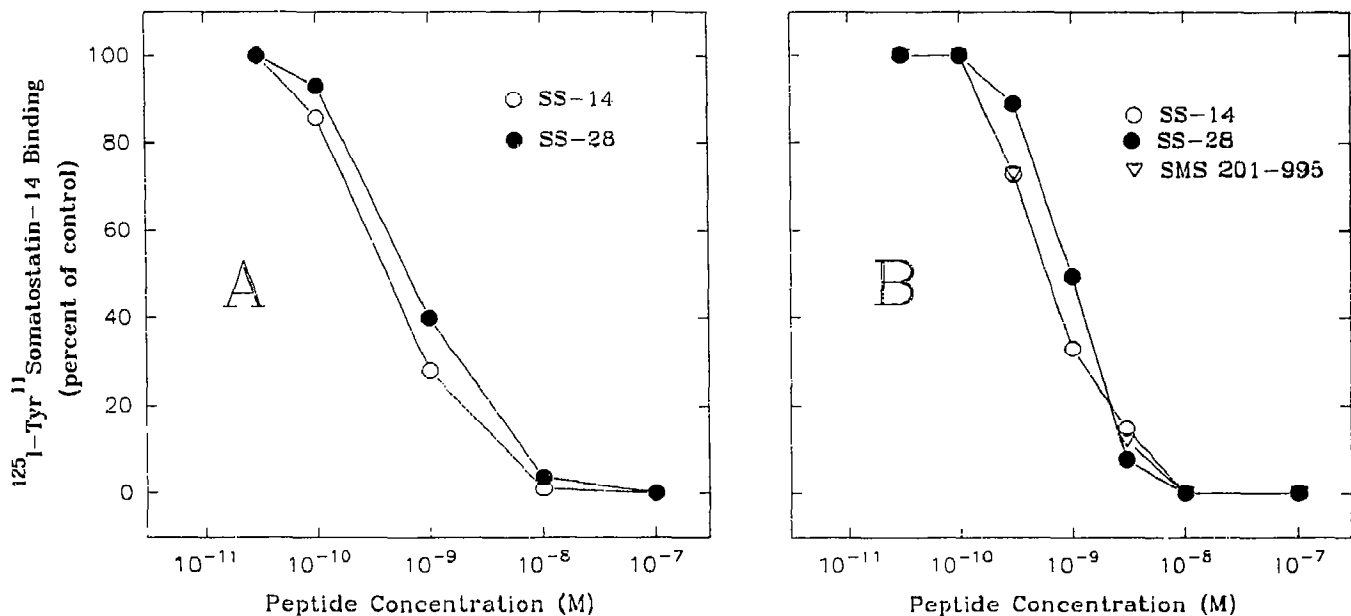 ¹²⁵I-Tyr¹¹ Somatostatin-14 Binding
(percent of control)
100
80
60
40
20
0
A
○ SS-14
● SS-28
10⁻¹¹ 10⁻¹⁰ 10⁻⁹ 10⁻⁸ 10⁻⁷
Peptide Concentration (M)
B
○ SS-14
● SS-28
▽ SMS 201-995
10⁻¹¹ 10⁻¹⁰ 10⁻⁹ 10⁻⁸ 10⁻⁷
Peptide Concentration (M)